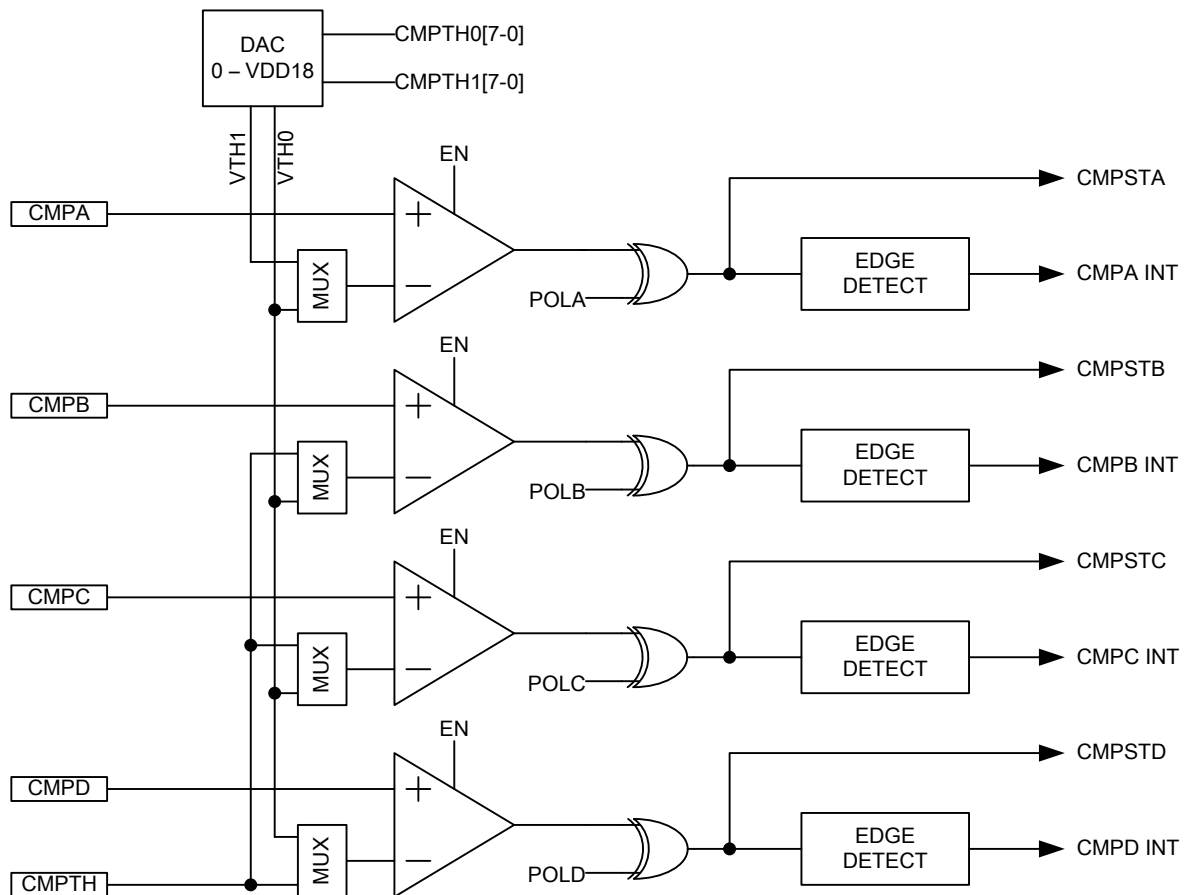 DAC
0 – VDD18
CMPTH0[7-0]
CMPTH1[7-0]
VTH1
VTH0
EN
CMPSTA
CMPA
+
MUX
−
POLA
EDGE
DETECT
CMPA INT
EN
CMPSTB
CMPB
+
MUX
−
POLB
EDGE
DETECT
CMPB INT
EN
CMPSTC
CMPC
+
MUX
−
POLC
EDGE
DETECT
CMPC INT
EN
CMPSTD
CMPD
+
MUX
−
POLD
EDGE
DETECT
CMPD INT
CMPTH